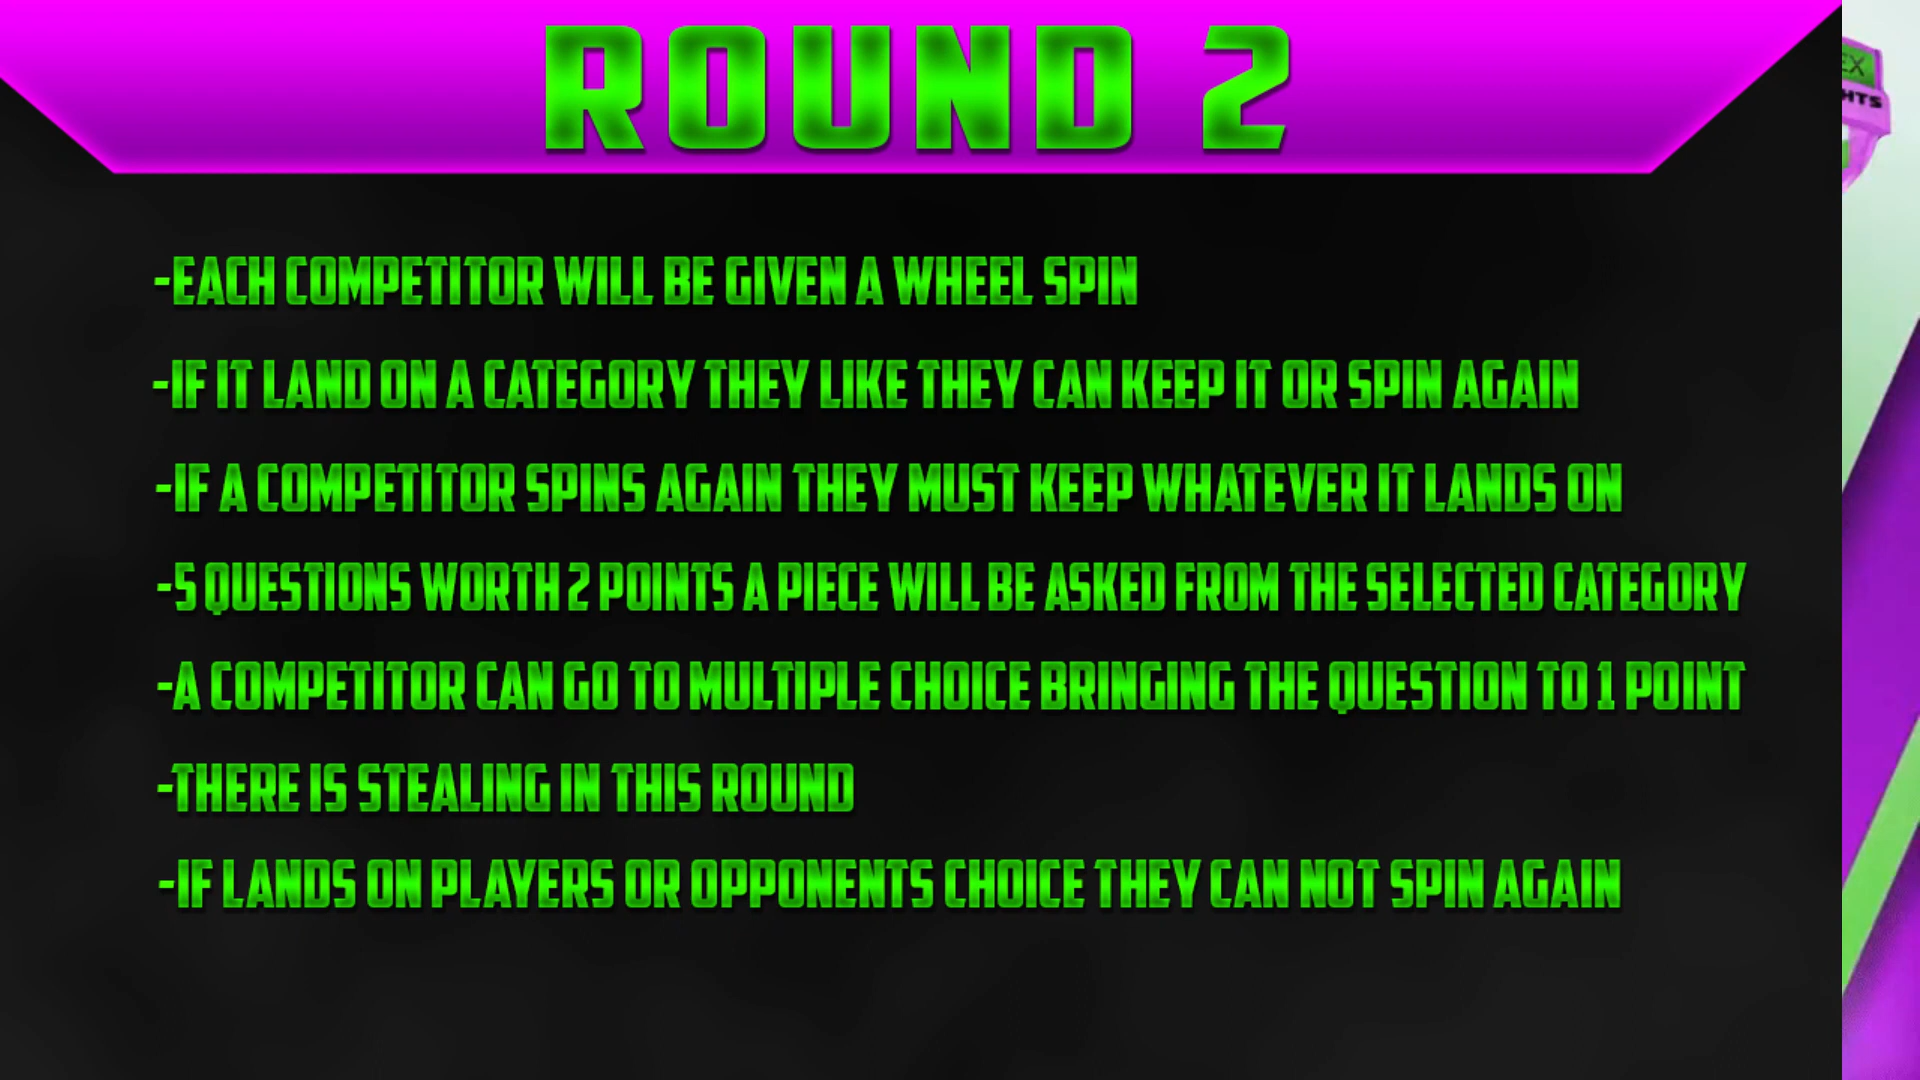 ROUND 2
EX
HTS
-EACH COMPETITOR WILL BE GIVEN A WHEEL SPIN
-IF IT LAND ON A CATEGORY THEY LIKE THEY CAN KEEP IT OR SPIN AGAIN
-IF A COMPETITOR SPINS AGAIN THEY MUST KEEP WHATEVER IT LANDS ON
-5 QUESTIONS WORTH 2 POINTS A PIECE WILL BE ASKED FROM THE SELECTED CATEGORY
-A COMPETITOR CAN GO TO MULTIPLE CHOICE BRINGING THE QUESTION TO 1 POINT
-THERE IS STEALING IN THIS ROUND
-IF LANDS ON PLAYERS OR OPPONENTS CHOICE THEY CAN NOT SPIN AGAIN